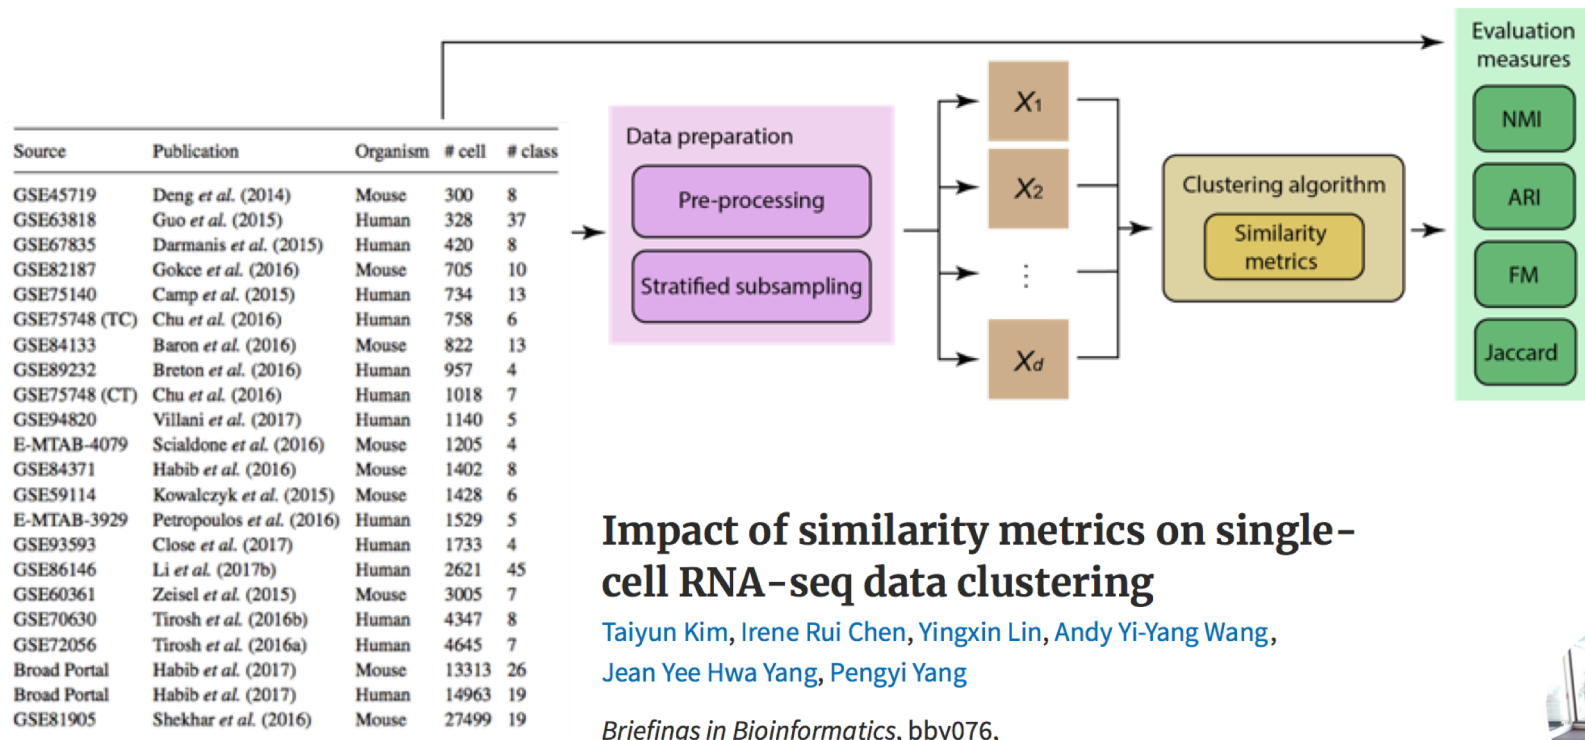 Source Publication Organism # cell # class
GSE45719 Deng et al. (2014) Mouse 300 8
GSE63818 Guo et al. (2015) Human 328 37
GSE67835 Darmanis et al. (2015) Human 420 8
GSE82187 Gokce et al. (2016) Mouse 705 10
GSE75140 Camp et al. (2015) Human 734 13
GSE75748 (TC) Chu et al. (2016) Human 758 6
GSE84133 Baron et al. (2016) Mouse 822 13
GSE89232 Breton et al. (2016) Human 957 4
GSE75748 (CT) Chu et al. (2016) Human 1018 7
GSE94820 Villani et al. (2017) Human 1140 5
E-MTAB-4079 Scialdone et al. (2016) Mouse 1205 4
GSE84371 Habib et al. (2016) Mouse 1402 8
GSE59114 Kowalczyk et al. (2015) Mouse 1428 6
E-MTAB-3929 Petropoulos et al. (2016) Human 1529 5
GSE93593 Close et al. (2017) Human 1733 4
GSE86146 Li et al. (2017b) Human 2621 45
GSE60361 Zeisel et al. (2015) Mouse 3005 7
GSE70630 Tirosh et al. (2016b) Human 4347 8
GSE72056 Tirosh et al. (2016a) Human 4645 7
Broad Portal Habib et al. (2017) Mouse 13313 26
Broad Portal Habib et al. (2017) Human 14963 19
GSE81905 Shekhar et al. (2016) Mouse 27499 19
Data preparation
Pre-processing
Stratified subsampling
X1
X2
⋮
Xd
Clustering algorithm
Similarity
metrics
Evaluation
measures
NMI
ARI
FM
Jaccard
Impact of similarity metrics on single-
cell RNA-seq data clustering
Taiyun Kim, Irene Rui Chen, Yingxin Lin, Andy Yi-Yang Wang,
Jean Yee Hwa Yang, Pengyi Yang
Briefings in Bioinformatics, bby076,